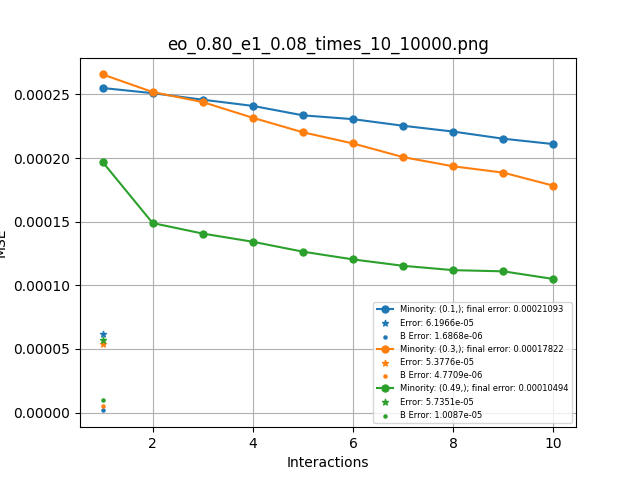 eo_0.80_e1_0.08_times_10_10000.png
0.00025
0.00020
0.00015
0.00010
0.00005
0.00000
MSE
2 4 6 8 10
Interactions
Minority: (0.1,); final error: 0.00021093
Error: 6.1966e-05
B Error: 1.6868e-06
Minority: (0.3,); final error: 0.00017822
Error: 5.3776e-05
B Error: 4.7709e-06
Minority: (0.49,); final error: 0.00010494
Error: 5.7351e-05
B Error: 1.0087e-05